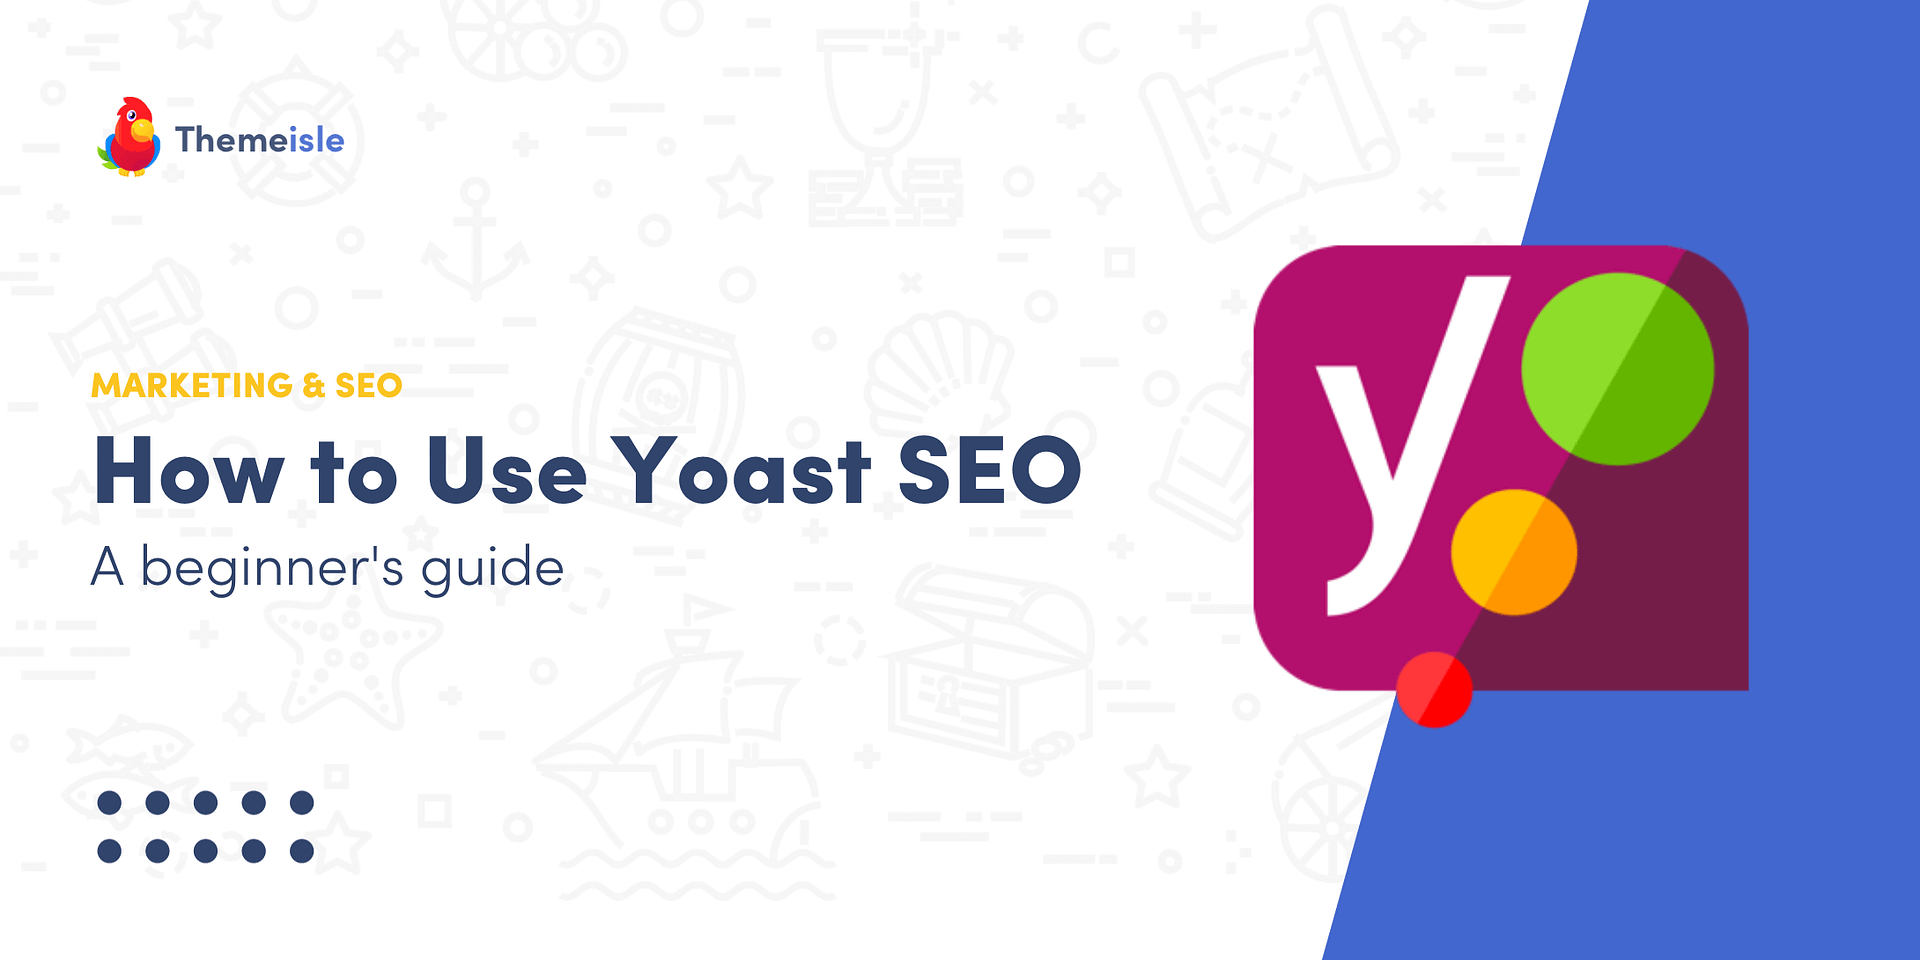 Themeisle
MARKETING & SEO
How to Use Yoast SEO
A beginner's guide
y